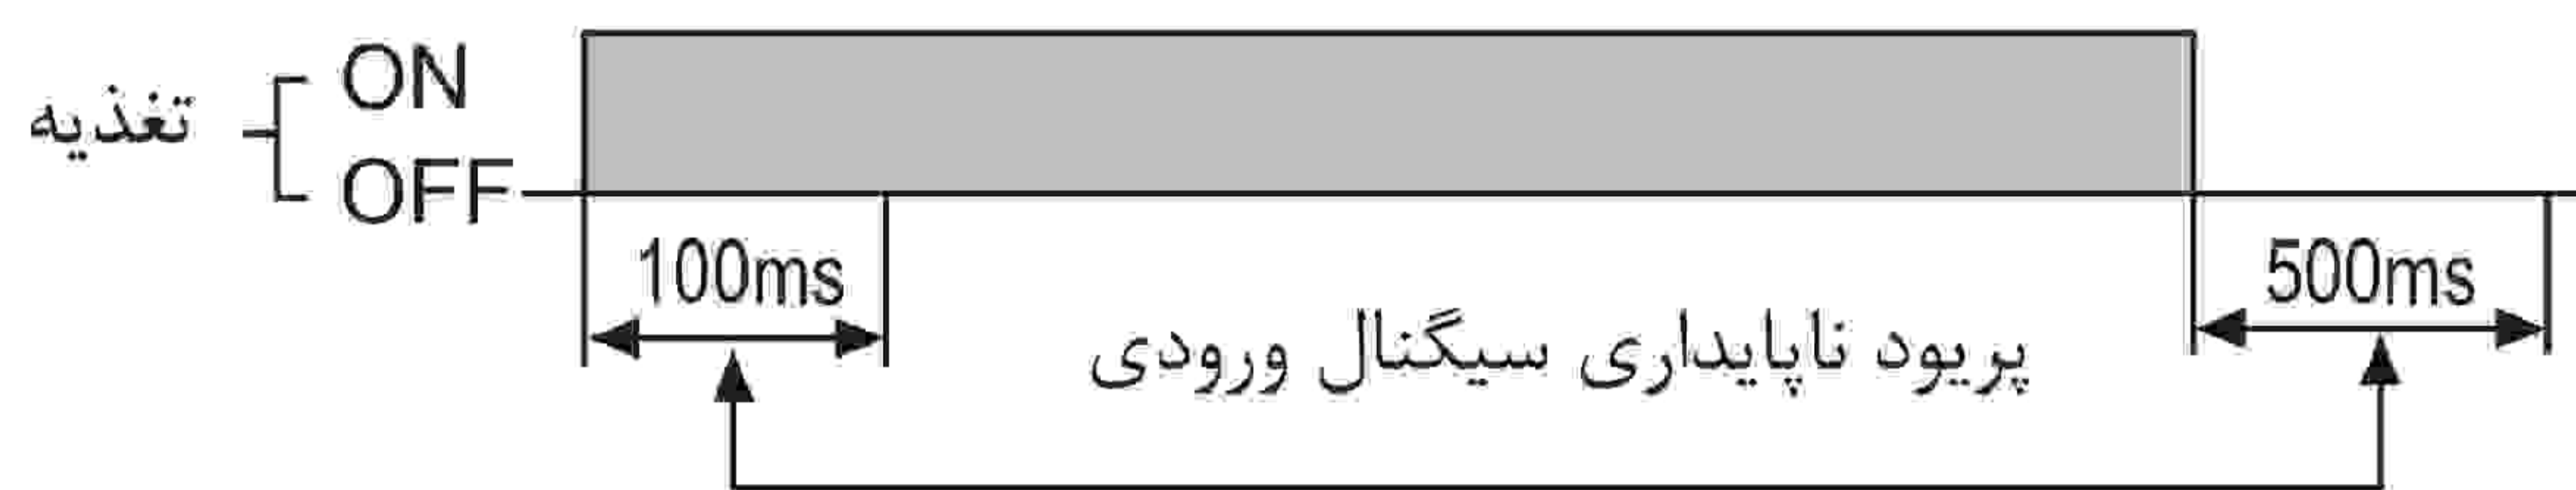 ON
تغذیه
OFF
100ms
500ms
پریود ناپایداری سیگنال ورودی